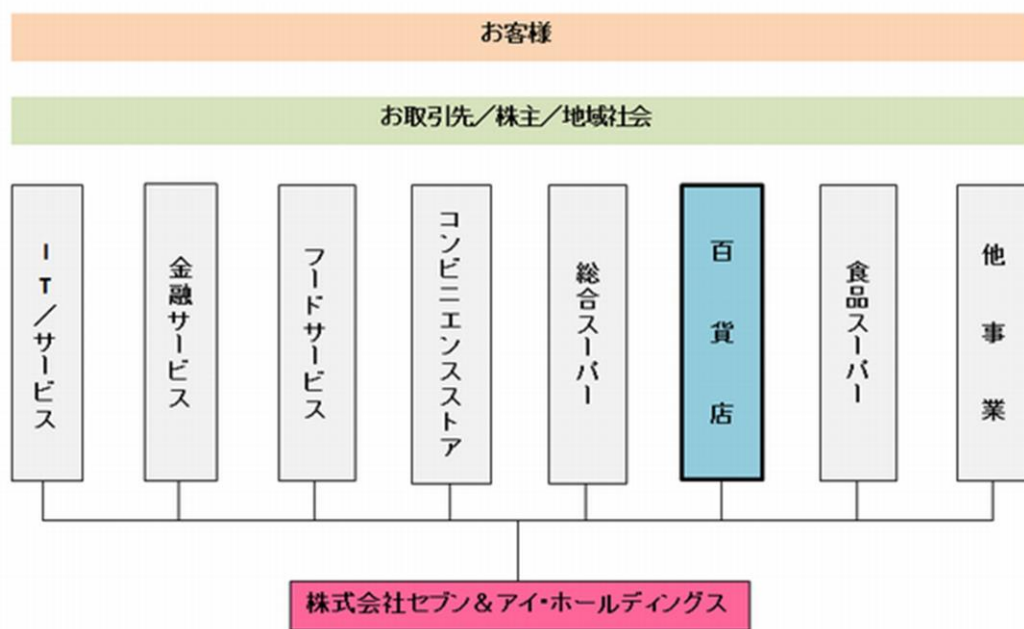 お客様
お取引先／株主／地域社会
IT／サービス
金融サービス
フードサービス
コンビニエンスストア
総合スーパー
百貨店
食品スーパー
他事業
株式会社セブン＆アイ・ホールディングス